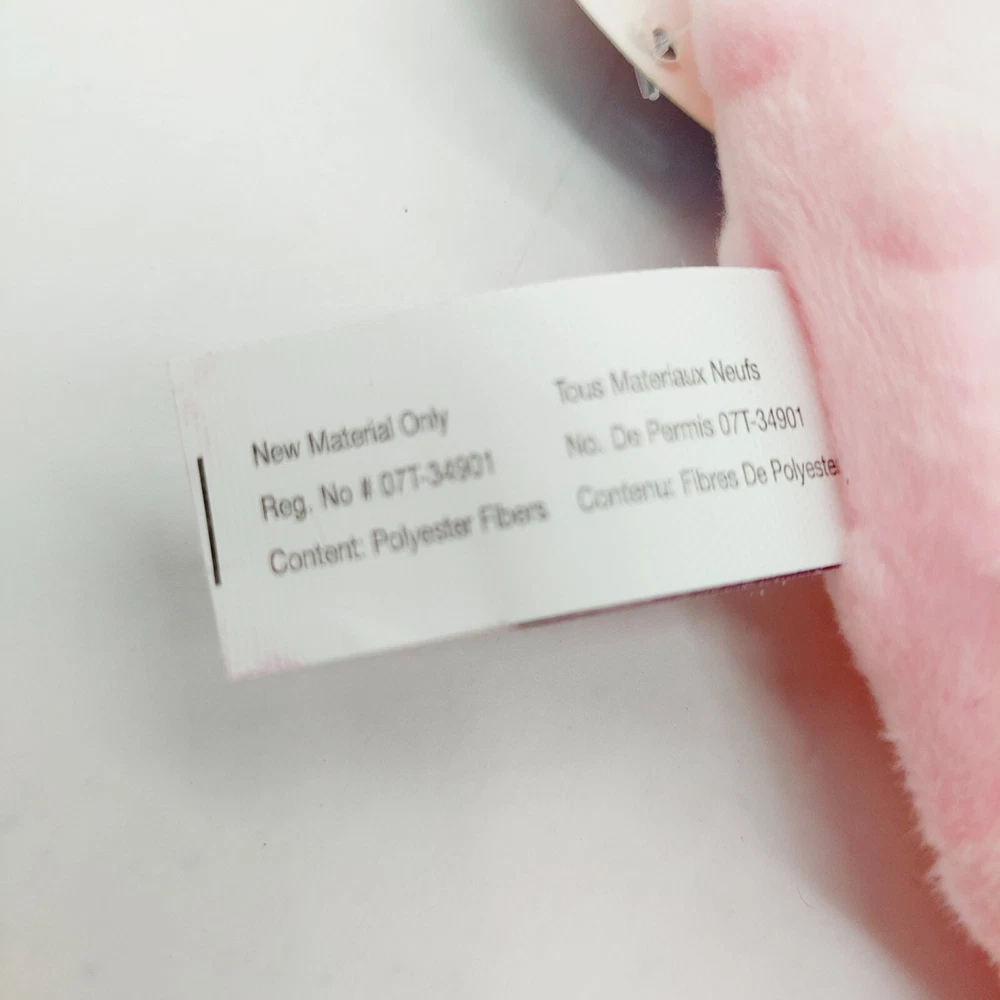 New Material Only
Reg. No # 07T-34901
Content: Polyester Fibers
Tous Materiaux Neufs
No. De Permis 07T-34901
Contenu: Fibres De Polyester